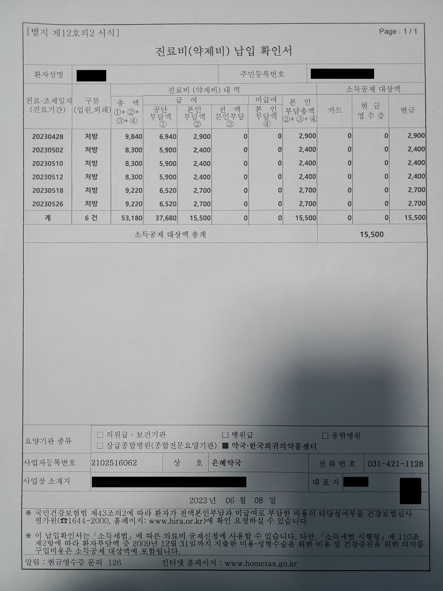 [별지 제12호의2 서식]
Page : 1 / 1
진료비(약제비) 납입 확인서
환자성명
주민등록번호
진료·조제일자
(진료기간)
구분
(입원,외래)
진료비 (약제비) 내 역
소득공제 대상액
총 액
①+②+
③+④
급 여
비급여
본 인
부담총액
②+③+④
카드
현 금
영 수 증
현금
공단
부담액
①
본인
부담액
②
전 액
본인부담
③
본 인
부담액
④
20230428 처방 9,840 6,940 2,900 0 0 2,900 0 0 2,900
20230502 처방 8,300 5,900 2,400 0 0 2,400 0 0 2,400
20230510 처방 8,300 5,900 2,400 0 0 2,400 0 0 2,400
20230512 처방 8,300 5,900 2,400 0 0 2,400 0 0 2,400
20230518 처방 9,220 6,520 2,700 0 0 2,700 0 0 2,700
20230526 처방 9,220 6,520 2,700 0 0 2,700 0 0 2,700
계 6 건 53,180 37,680 15,500 0 0 15,500 0 0 15,500
소득공제 대상액 총계 15,500
요양기관 종류
□ 의원급·보건기관 □ 병원급 □ 종합병원
□ 상급종합병원(종합전문요양기관) ■ 약국·한국희귀의약품센터
사업자등록번호 2102516062 상 호 은혜약국 전 화 번 호 031-421-1128
사업장 소재지
대 표 자
2023 년 06 월 08 일
※ 국민건강보험법 제43조의2에 따라 환자가 전액본인부담과 비급여로 부담한 비용의 타당성여부를 건강보험심사
평가원(☎1644-2000, 홈페이지: www.hira.or.kr)에 확인 요청하실 수 있습니다
※ 이 납입확인서는 「소득세법」에 따른 의료비 공제신청에 사용할 수 있습니다. 다만, 「소득세법 시행령」 제 110조
제2항에 따라 환자부담액 중 2009년 12월 31일까지 지출한 미용·성형수술을 위한 비용 및 건강증진을 위한 의약품
구입비용은 소득공제 대상액에 포함됩니다.
알림 : 현금영수증 문의 126 인터넷 홈페이지 : www.hometax.go.kr